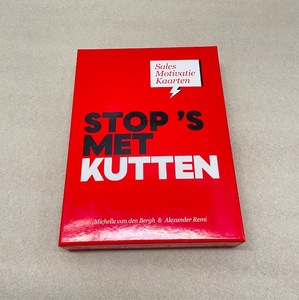 Sales
Motivatie
Kaarten
STOP 'S
MET
KUTTEN
Michelle van den Bergh & Alexander Remi